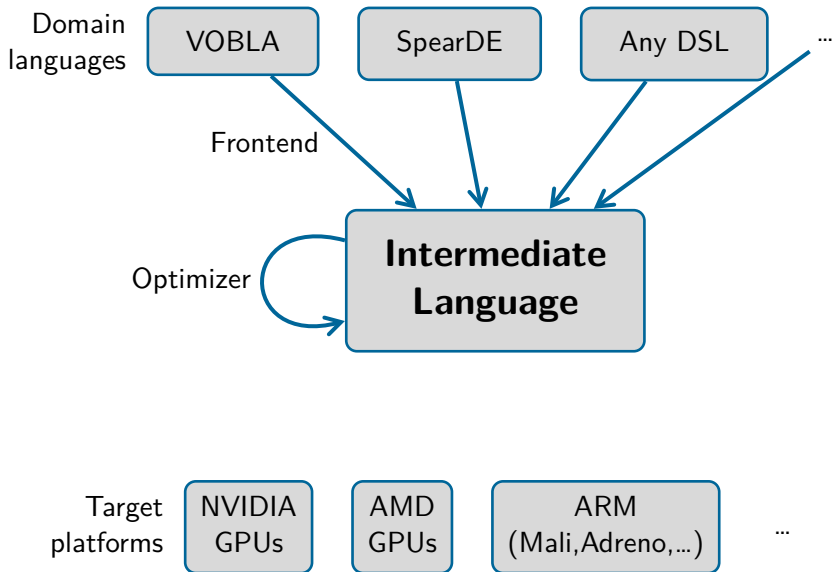 Domain
languages
VOBLA
SpearDE
Any DSL
...
Frontend
Intermediate
Language
Optimizer
Target
platforms
NVIDIA
GPUs
AMD
GPUs
ARM
(Mali,Adreno,...)
...